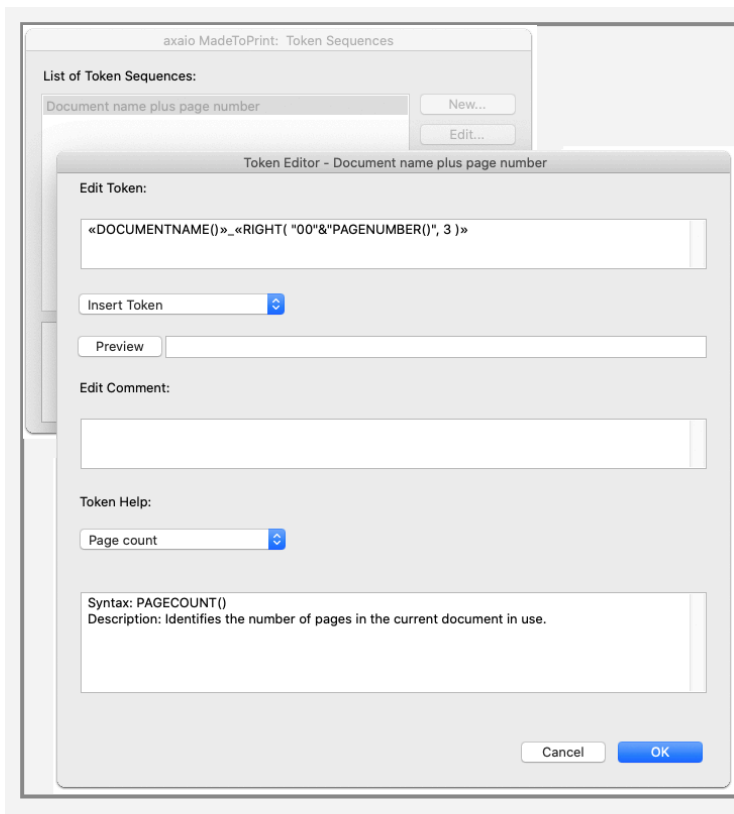 axaio MadeToPrint:  Token Sequences
List of Token Sequences:
Document name plus page number
New...
Edit...
Token Editor - Document name plus page number
Edit Token:
«DOCUMENTNAME()»_«RIGHT( "00"&"PAGENUMBER()", 3 )»
Insert Token
Preview
Edit Comment:
Token Help:
Page count
Syntax: PAGECOUNT()
Description: Identifies the number of pages in the current document in use.
Cancel
OK